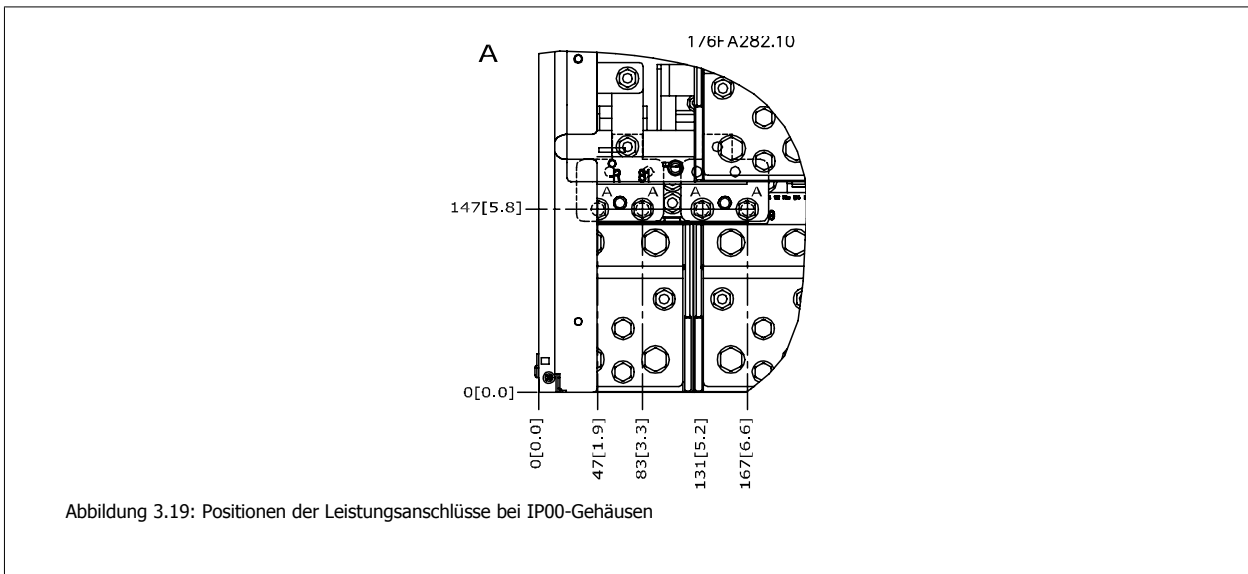 A
176FA282.10
R 81
A A A A
147[5.8]
0[0.0]
0[0.0]
47[1.9]
83[3.3]
131[5.2]
167[6.6]
Abbildung 3.19: Positionen der Leistungsanschlüsse bei IP00-Gehäusen